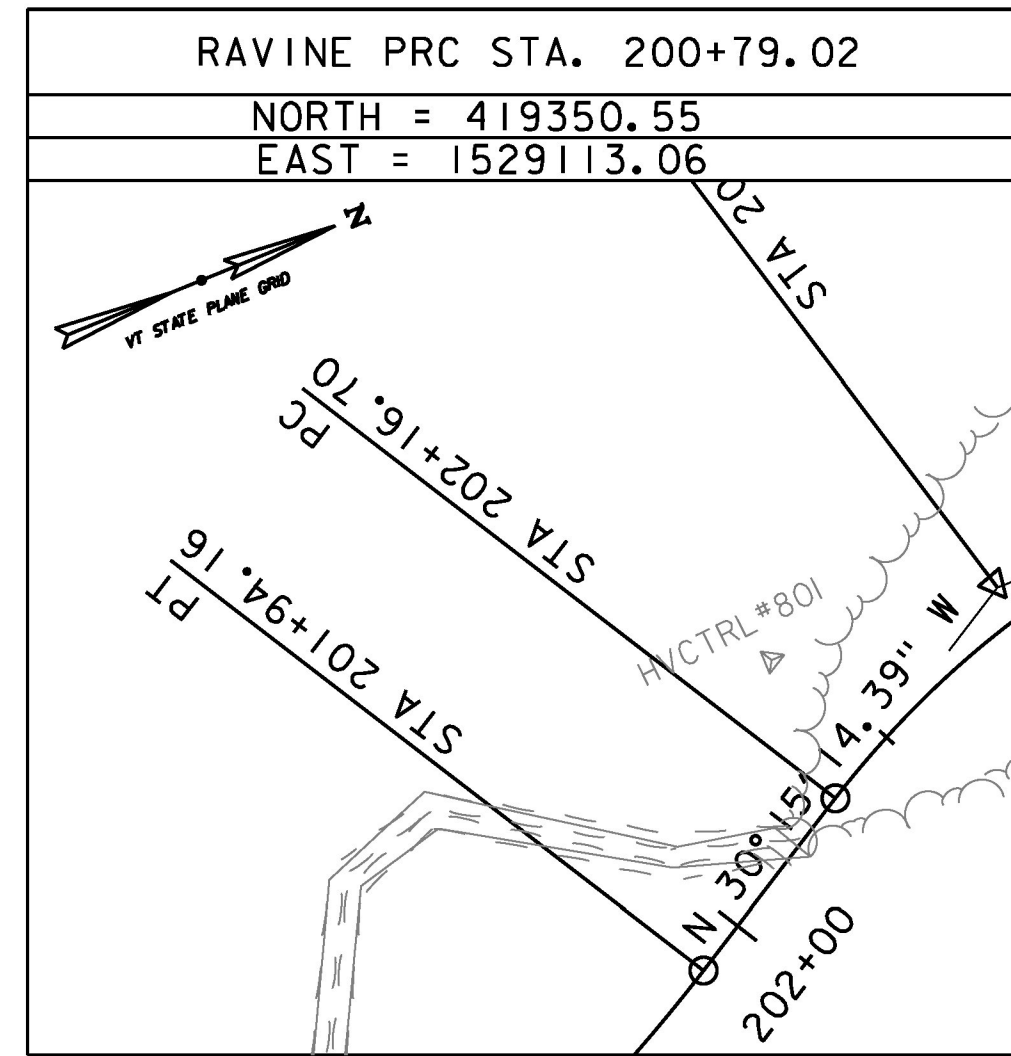 RAVINE PRC STA. 200+79.02
NORTH = 419350.55
EAST = 1529113.06
N
VT STATE PLANE GRID
STA 20
STA 202+16.70
PC
STA 201+94.16
PT
HVCTRL#801
N 30° 15' 14.39" W
202+00